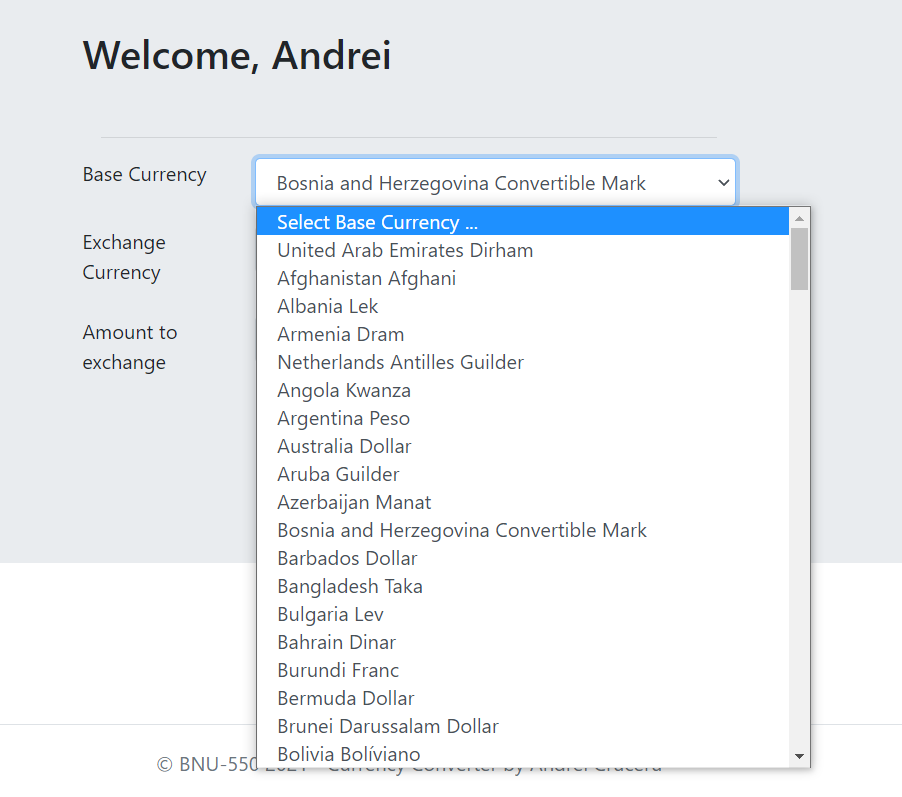 Welcome, Andrei
Base Currency
Bosnia and Herzegovina Convertible Mark
Select Base Currency ...
United Arab Emirates Dirham
Afghanistan Afghani
Albania Lek
Armenia Dram
Netherlands Antilles Guilder
Angola Kwanza
Argentina Peso
Australia Dollar
Aruba Guilder
Azerbaijan Manat
Bosnia and Herzegovina Convertible Mark
Barbados Dollar
Bangladesh Taka
Bulgaria Lev
Bahrain Dinar
Burundi Franc
Bermuda Dollar
Brunei Darussalam Dollar
Bolivia Bolíviano
Exchange
Currency
Amount to
exchange
© BNU-550